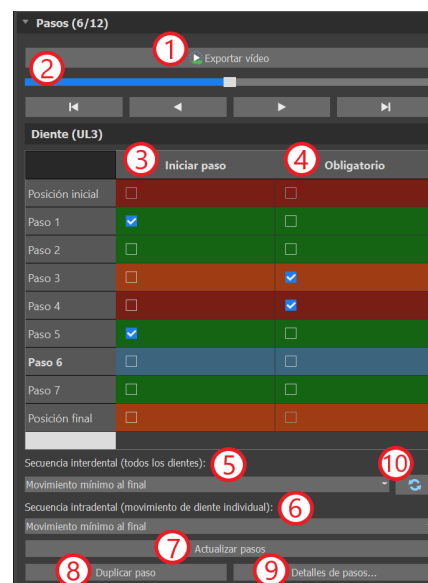 Pasos (6/12)
1 Exportar vídeo
2
Diente (UL3)
3 Iniciar paso 4 Obligatorio
Posición inicial
Paso 1
Paso 2
Paso 3
Paso 4
Paso 5
Paso 6
Paso 7
Posición final
Secuencia interdental (todos los dientes): 5 10
Movimiento mínimo al final
Secuencia intradental (movimiento de diente individual): 6
Movimiento mínimo al final
7 Actualizar pasos
8 Duplicar paso 9 Detalles de pasos...